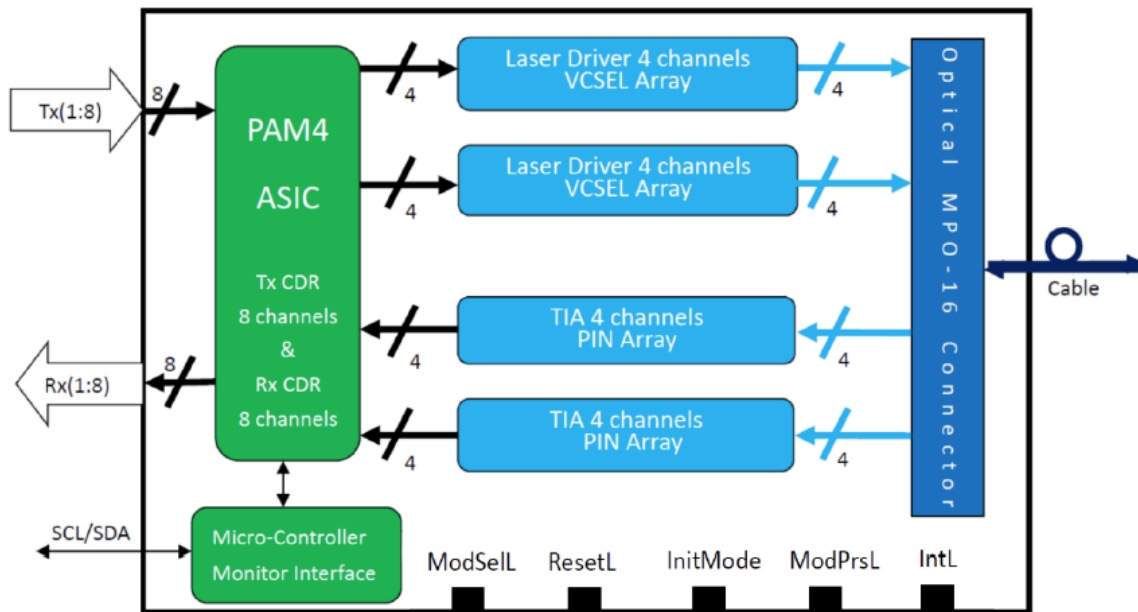 Tx(1:8)
8
PAM4
ASIC
Tx CDR
8 channels
&
Rx CDR
8 channels
4
Laser Driver 4 channels
VCSEL Array
4
4
Laser Driver 4 channels
VCSEL Array
4
4
TIA 4 channels
PIN Array
4
4
TIA 4 channels
PIN Array
4
Optical MPO-16 Connector
Cable
Rx(1:8)
8
SCL/SDA
Micro-Controller
Monitor Interface
ModSelL
ResetL
InitMode
ModPrsL
IntL